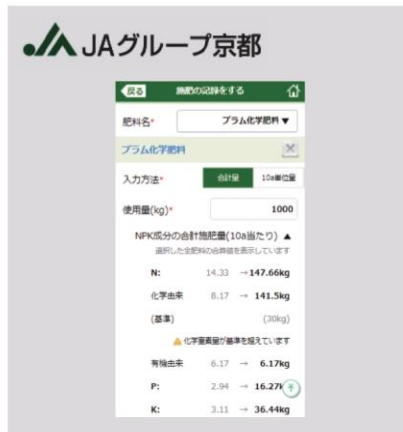 JAグループ京都
戻る 施肥の記録をする
肥料名* プラム化学肥料 ▼
プラム化学肥料
入力方法* 合計量 10a単位量
使用量(kg)* 1000
NPK成分の合計施肥量(10a当たり) ▲
選択した全肥料の合算値を表示しています
N: 14.33 →147.66kg
化学由来 8.17 → 141.5kg
(基準) (30kg)
化学窒素量が基準を超えています
有機由来 6.17 → 6.17kg
P: 2.94 → 16.27k
K: 3.11 → 36.44kg